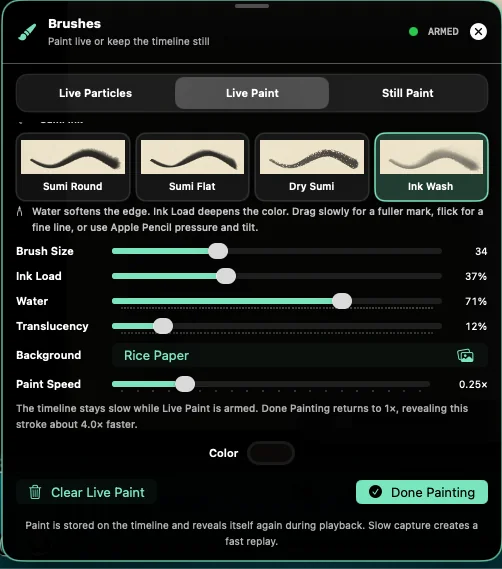 Brushes
Paint live or keep the timeline still
ARMED
Live Particles
Live Paint
Still Paint
Sumi Round
Sumi Flat
Dry Sumi
Ink Wash
Water softens the edge. Ink Load deepens the color. Drag slowly for a fuller mark, flick for a
fine line, or use Apple Pencil pressure and tilt.
Brush Size 34
Ink Load 37%
Water 71%
Translucency 12%
Background Rice Paper
Paint Speed 0.25×
The timeline stays slow while Live Paint is armed. Done Painting returns to 1×, revealing this
stroke about 4.0× faster.
Color
Clear Live Paint
Done Painting
Paint is stored on the timeline and reveals itself again during playback. Slow capture creates a
fast replay.